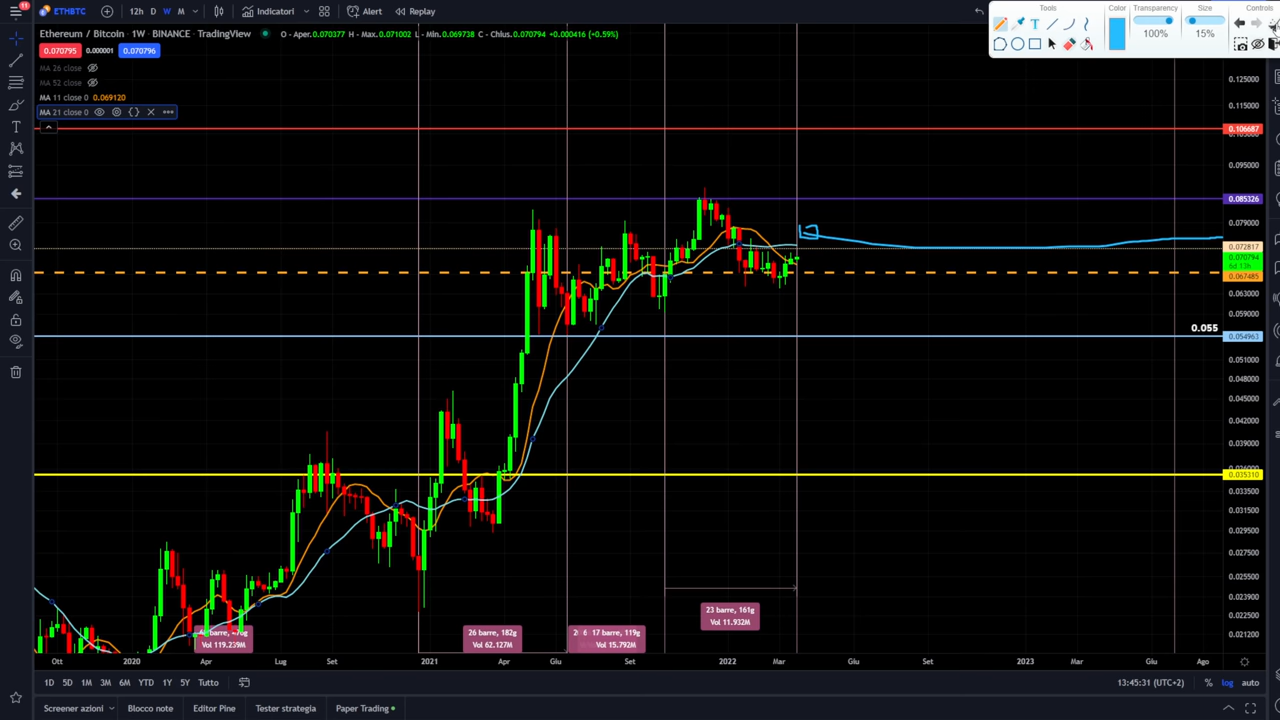 11
ETHBTC
12h D W M
Indicatori
Alert
Replay
Tools
Color
Transparency
Size
Controls
100%
15%
Ethereum / Bitcoin · 1W · BINANCE · TradingView
O - Aper.0.070377 H - Max.0.071002 L - Min.0.069738 C - Chius.0.070794 +0.000416 (+0.59%)
0.070795 0.000001 0.070796
MA 26 close
MA 52 close
MA 11 close 0 0.069120
MA 21 close 0
0.125000
0.115000
0.106687
0.095000
0.085326
0.079000
0.072817
0.070794
6d 13h
0.067485
0.063000
0.059000
0.055
0.054963
0.051000
0.048000
0.045000
0.042000
0.039000
0.035310
0.033500
0.031500
0.029500
0.027500
0.025500
0.023900
0.022500
0.021200
23 barre, 161g
Vol 11.932M
Vol 119.239M
26 barre, 182g
Vol 62.127M
17 barre, 119g
Vol 15.792M
Ott 2020 Apr Lug Set 2021 Apr Giu Set 2022 Mar Giu Set 2023 Mar Giu Ago
1D 5D 1M 3M 6M YTD 1Y 5Y Tutto
13:45:31 (UTC+2) % log auto
Screener azioni Blocco note Editor Pine Tester strategia Paper Trading